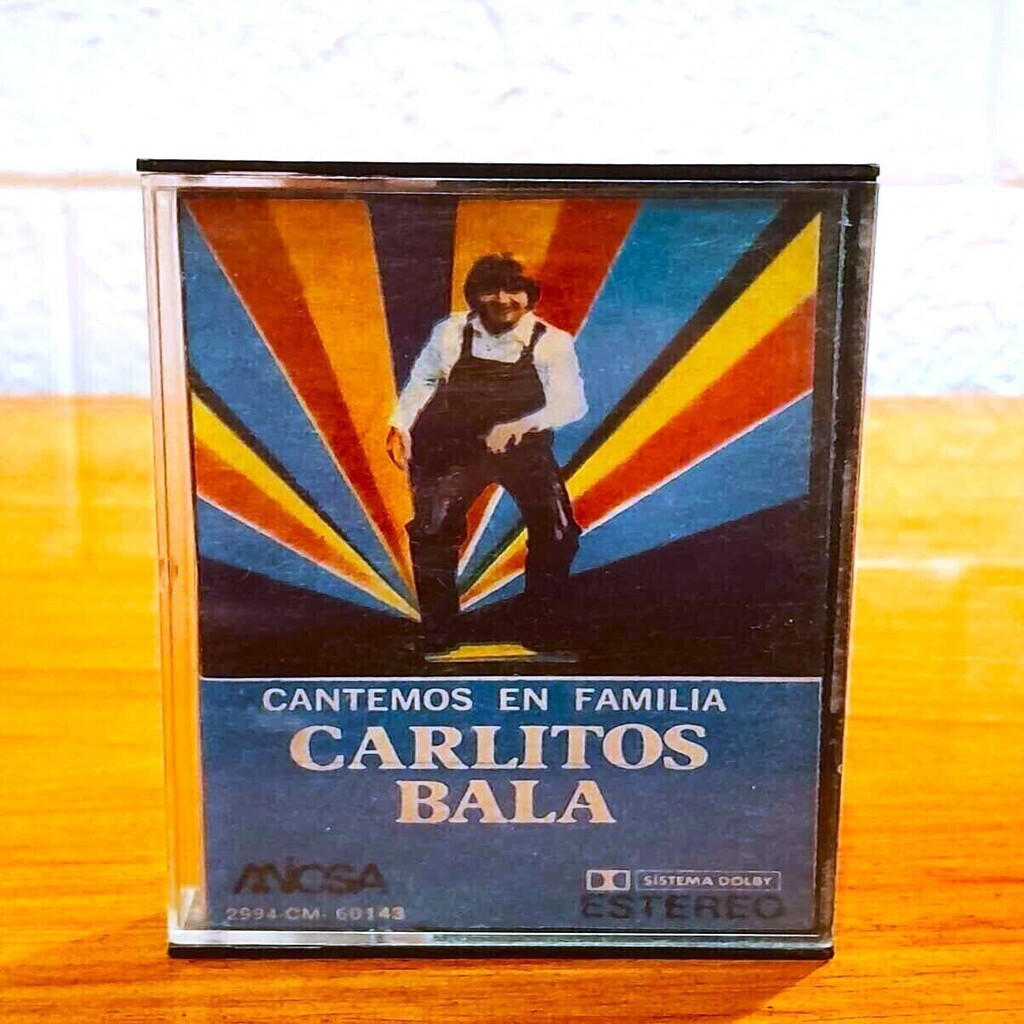 CANTEMOS EN FAMILIA
CARLITOS
BALA
MICSA
2994-CM- 60143
SISTEMA DOLBY
ESTEREO